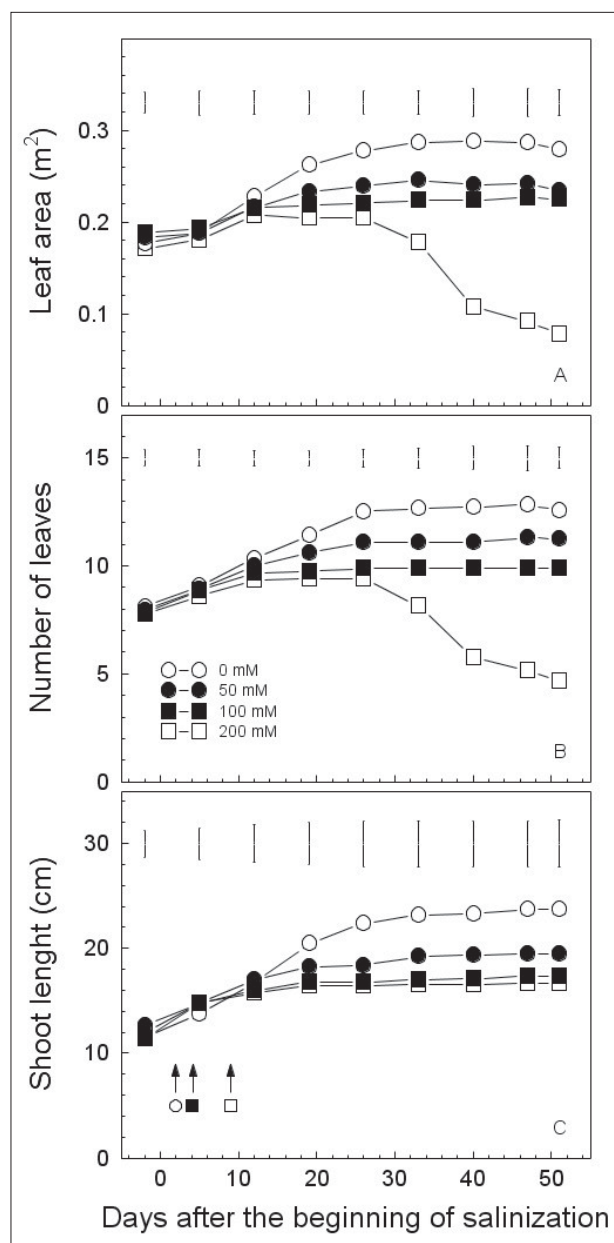 0.3
0.2
0.1
0
Leaf area (m²)
A
15
10
5
0
Number of leaves
0 mM
50 mM
100 mM
200 mM
B
30
20
10
0
Shoot lenght (cm)
C
0 10 20 30 40 50
Days after the beginning of salinization